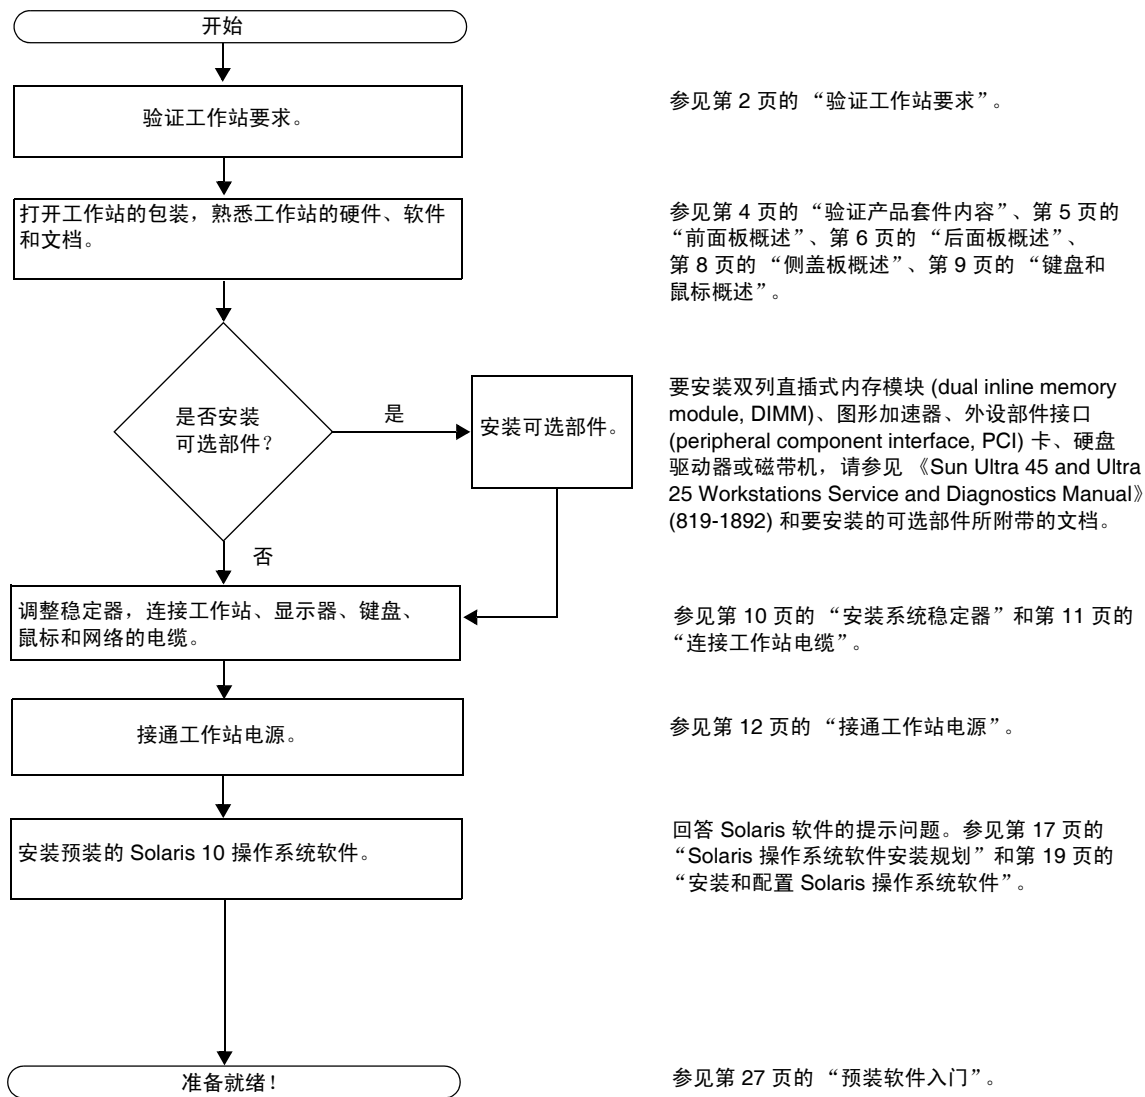 开始
验证工作站要求。
参见第 2 页的 “验证工作站要求”。
打开工作站的包装，熟悉工作站的硬件、软件
和文档。
参见第 4 页的 “验证产品套件内容”、第 5 页的
“前面板概述”、第 6 页的 “后面板概述”、
第 8 页的 “侧盖板概述”、第 9 页的 “键盘和
鼠标概述”。
是否安装
可选部件？
是
安装可选部件。
要安装双列直插式内存模块 (dual inline memory
module, DIMM)、图形加速器、外设部件接口
(peripheral component interface, PCI) 卡、硬盘
驱动器或磁带机，请参见 《Sun Ultra 45 and Ultra
25 Workstations Service and Diagnostics Manual》
(819-1892) 和要安装的可选部件所附带的文档。
否
调整稳定器，连接工作站、显示器、键盘、
鼠标和网络的电缆。
参见第 10 页的 “安装系统稳定器”和第 11 页的
“连接工作站电缆”。
接通工作站电源。
参见第 12 页的 “接通工作站电源”。
安装预装的 Solaris 10 操作系统软件。
回答 Solaris 软件的提示问题。参见第 17 页的
“Solaris 操作系统软件安装规划”和第 19 页的
“安装和配置 Solaris 操作系统软件”。
准备就绪！
参见第 27 页的 “预装软件入门”。